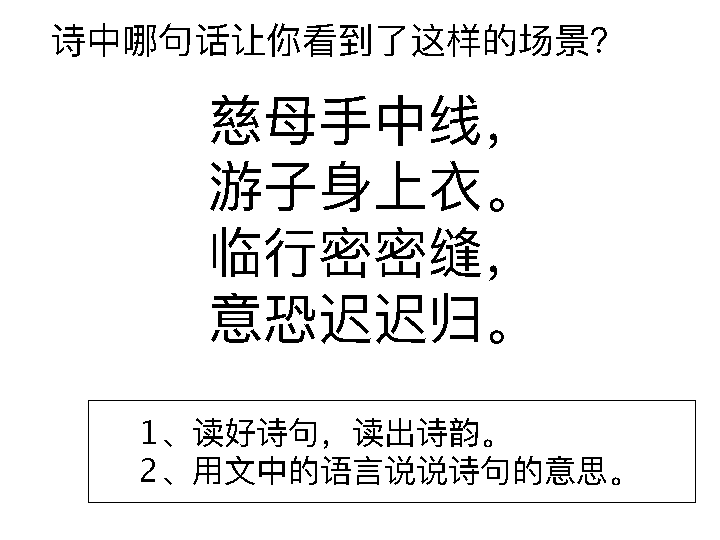 诗中哪句话让你看到了这样的场景?
慈母手中线，
游子身上衣。
临行密密缝，
意恐迟迟归。
1、读好诗句，读出诗韵。
2、用文中的语言说说诗句的意思。